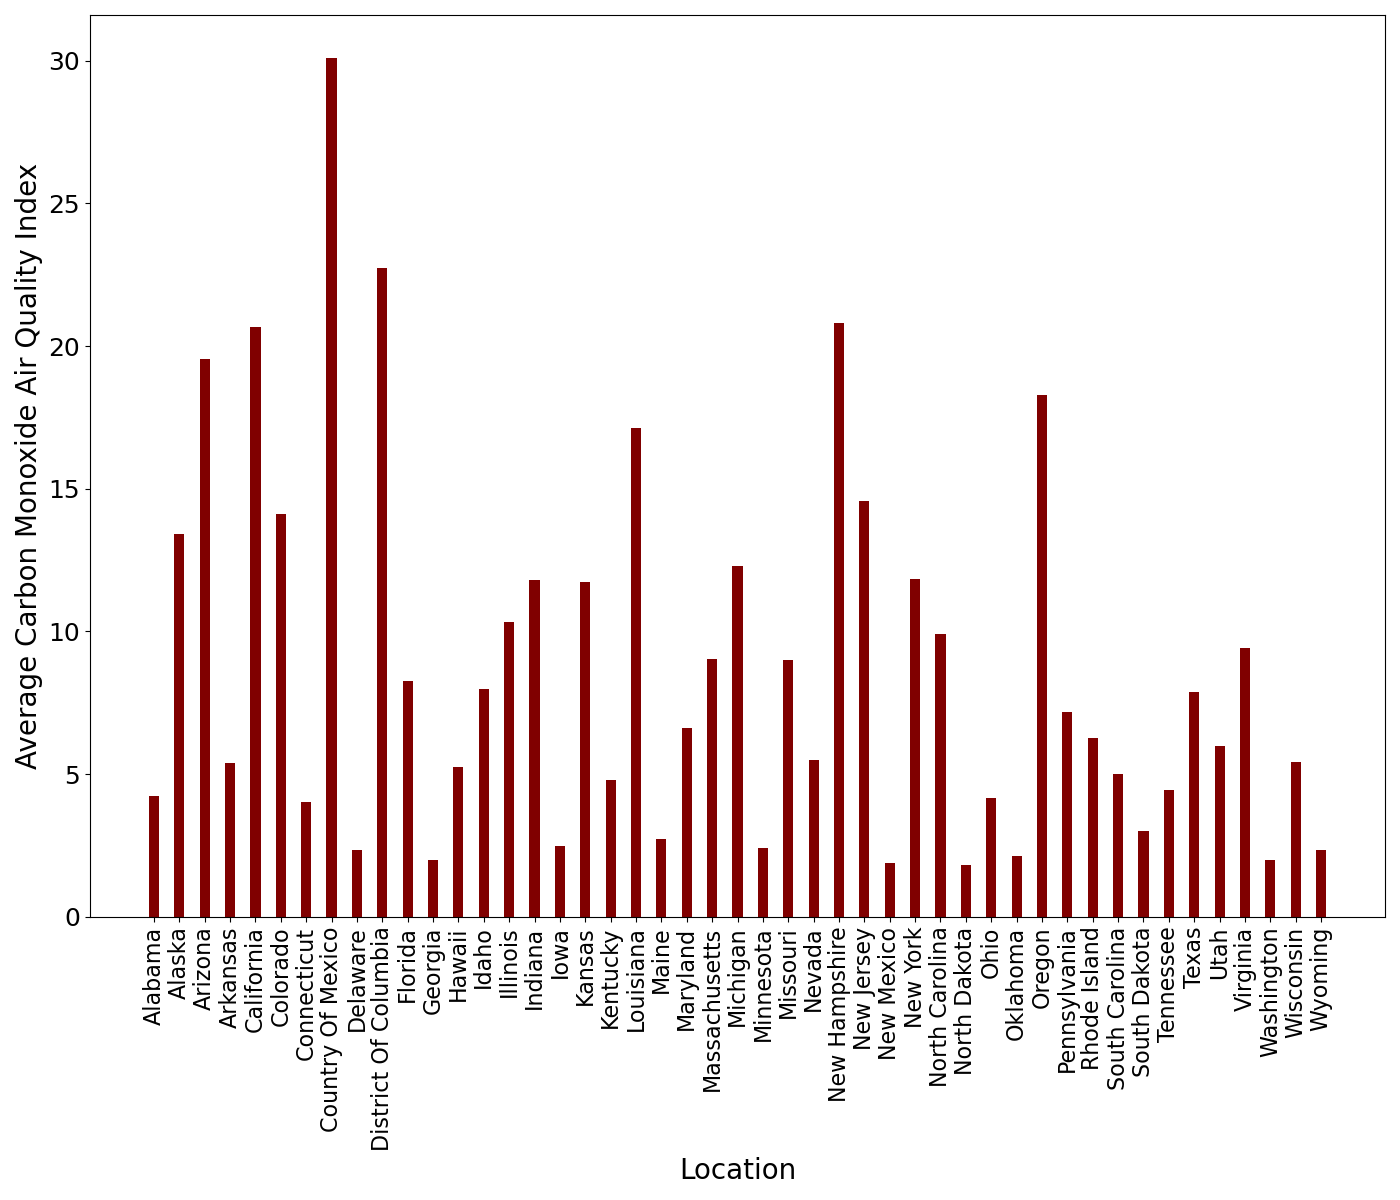 Average Carbon Monoxide Air Quality Index
30
25
20
15
10
5
0
Alabama
Alaska
Arizona
Arkansas
California
Colorado
Connecticut
Country Of Mexico
Delaware
District Of Columbia
Florida
Georgia
Hawaii
Idaho
Illinois
Indiana
Iowa
Kansas
Kentucky
Louisiana
Maine
Maryland
Massachusetts
Michigan
Minnesota
Missouri
Nevada
New Hampshire
New Jersey
New Mexico
New York
North Carolina
North Dakota
Ohio
Oklahoma
Oregon
Pennsylvania
Rhode Island
South Carolina
South Dakota
Tennessee
Texas
Utah
Virginia
Washington
Wisconsin
Wyoming
Location